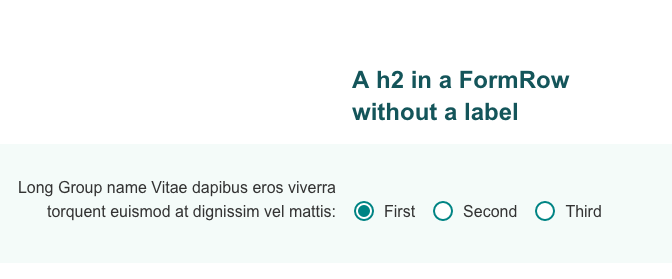 A h2 in a FormRow
without a label
Long Group name Vitae dapibus eros viverra
torquent euismod at dignissim vel mattis:
First Second Third